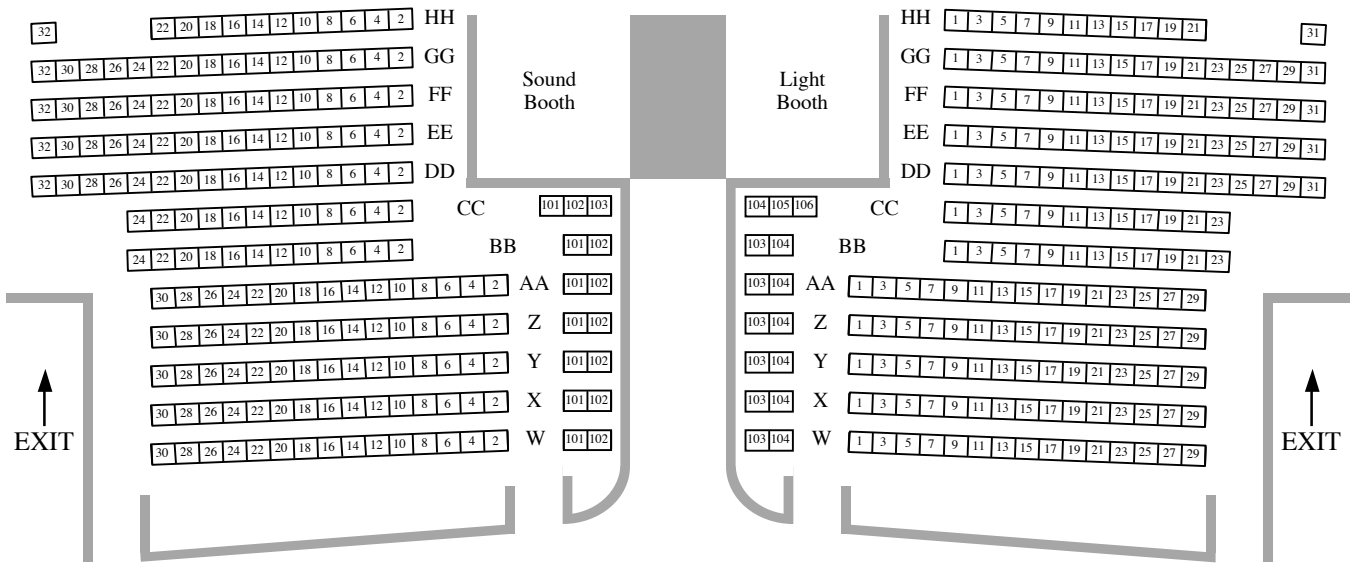 32 22 20 18 16 14 12 10 8 6 4 2 HH HH 1 3 5 7 9 11 13 15 17 19 21 31
32 30 28 26 24 22 20 18 16 14 12 10 8 6 4 2 GG GG 1 3 5 7 9 11 13 15 17 19 21 23 25 27 29 31
Sound
Booth
Light
Booth
32 30 28 26 24 22 20 18 16 14 12 10 8 6 4 2 FF FF 1 3 5 7 9 11 13 15 17 19 21 23 25 27 29 31
32 30 28 26 24 22 20 18 16 14 12 10 8 6 4 2 EE EE 1 3 5 7 9 11 13 15 17 19 21 23 25 27 29 31
32 30 28 26 24 22 20 18 16 14 12 10 8 6 4 2 DD DD 1 3 5 7 9 11 13 15 17 19 21 23 25 27 29 31
24 22 20 18 16 14 12 10 8 6 4 2 CC 101 102 103 104 105 106 CC 1 3 5 7 9 11 13 15 17 19 21 23
24 22 20 18 16 14 12 10 8 6 4 2 BB 101 102 103 104 BB 1 3 5 7 9 11 13 15 17 19 21 23
30 28 26 24 22 20 18 16 14 12 10 8 6 4 2 AA 101 102 103 104 AA 1 3 5 7 9 11 13 15 17 19 21 23 25 27 29
30 28 26 24 22 20 18 16 14 12 10 8 6 4 2 Z 101 102 103 104 Z 1 3 5 7 9 11 13 15 17 19 21 23 25 27 29
30 28 26 24 22 20 18 16 14 12 10 8 6 4 2 Y 101 102 103 104 Y 1 3 5 7 9 11 13 15 17 19 21 23 25 27 29
30 28 26 24 22 20 18 16 14 12 10 8 6 4 2 X 101 102 103 104 X 1 3 5 7 9 11 13 15 17 19 21 23 25 27 29
30 28 26 24 22 20 18 16 14 12 10 8 6 4 2 W 101 102 103 104 W 1 3 5 7 9 11 13 15 17 19 21 23 25 27 29
EXIT
EXIT